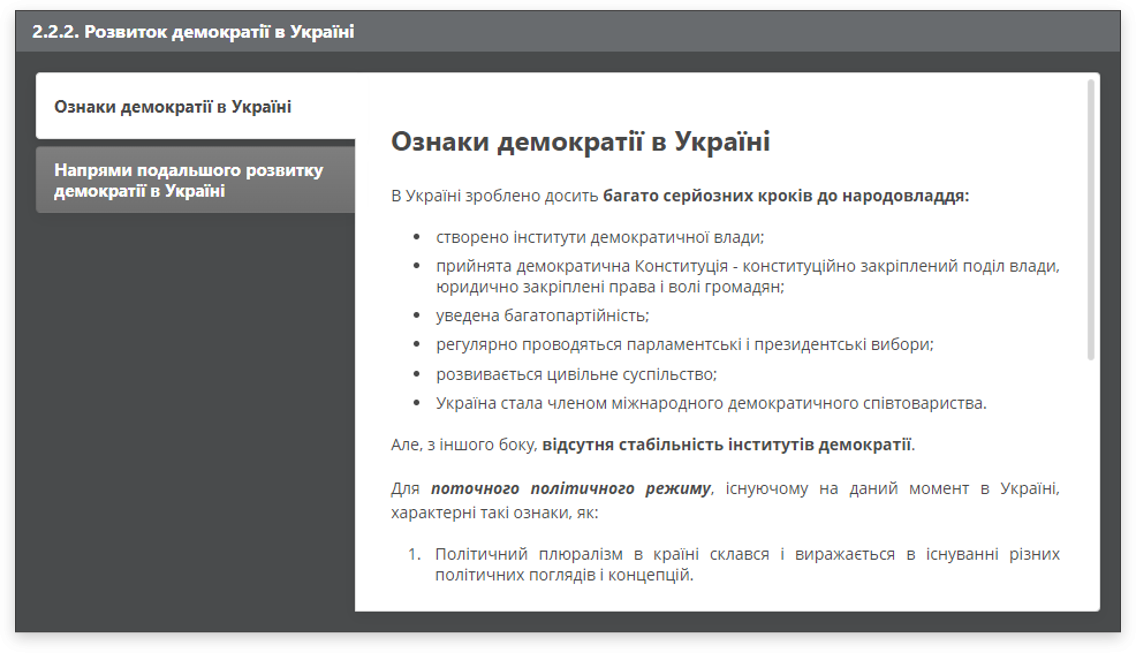 2.2.2. Розвиток демократії в Україні
Ознаки демократії в Україні
Напрями подальшого розвитку
демократії в Україні
Ознаки демократії в Україні
В Україні зроблено досить багато серйозних кроків до народовладдя:
• створено інститути демократичної влади;
• прийнята демократична Конституція - конституційно закріплений поділ влади,
юридично закріплені права і волі громадян;
• уведена багатопартійність;
• регулярно проводяться парламентські і президентські вибори;
• розвивається цивільне суспільство;
• Україна стала членом міжнародного демократичного співтовариства.
Але, з іншого боку, відсутня стабільність інститутів демократії.
Для поточного політичного режиму, існуючому на даний момент в Україні,
характерні такі ознаки, як:
1. Політичний плюралізм в країні склався і виражається в існуванні різних
політичних поглядів і концепцій.